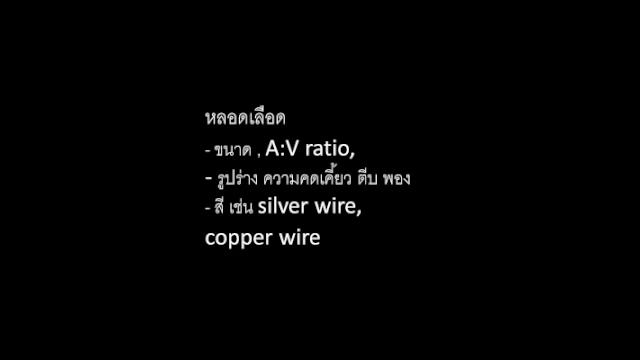 หลอดเลือด
- ขนาด , A:V ratio,
- รูปร่าง ความคดเคี้ยว ตีบ พอง
- สี เช่น silver wire,
copper wire